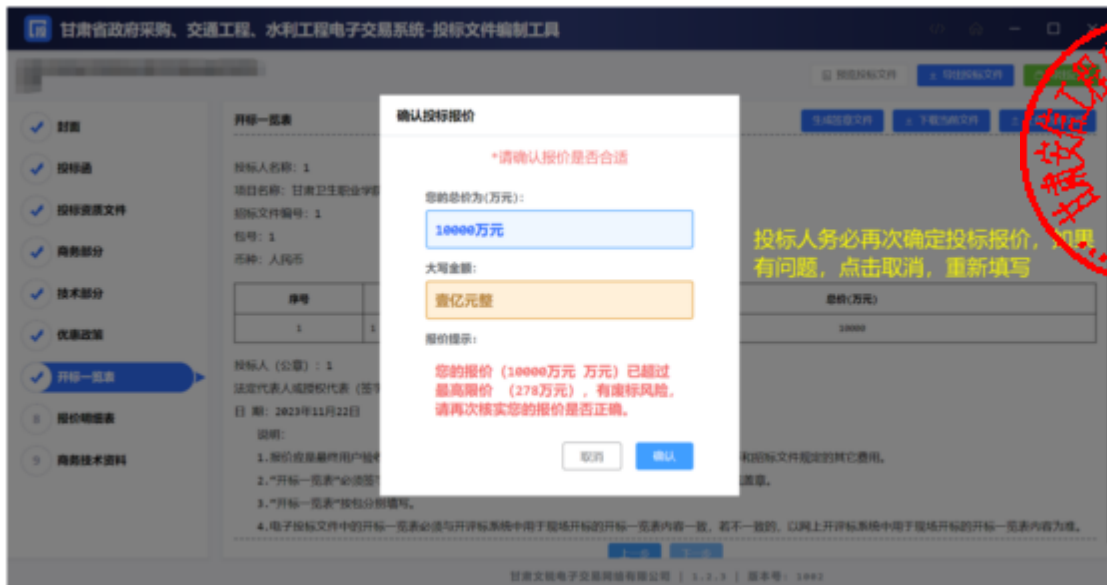 甘肃省政府采购、交通工程、水利工程电子交易系统-投标文件编制工具
预览投标文件
导出投标文件
封面
投标函
投标资质文件
商务部分
技术部分
优惠政策
开标一览表
8 报价明细表
9 商务技术资料
开标一览表
生成签章文件
下载当前文件
投标人名称: 1
项目名称: 甘肃卫生职业学院
招标文件编号: 1
包号: 1
币种: 人民币
序号
总价(万元)
1
1
10000
投标人 (公章) : 1
法定代表人或授权代表 (签字
日 期: 2023年11月22日
说明:
1.报价应是最终用户验收
和招标文件规定的其它费用。
2."开标一览表"必须签
盖章。
3."开标一览表"按包分别填写。
4.电子投标文件中的开标一览表必须与开评标系统中用于现场开标的开标一览表内容一致, 若不一致的, 以网上开评标系统中用于现场开标的开标一览表内容为准。
上一步
下一步
确认投标报价
*请确认报价是否合适
您的总价为(万元):
10000万元
大写金额:
壹亿元整
报价提示:
您的报价 (10000万元 万元) 已超过
最高限价 (278万元) , 有废标风险,
请再次核实您的报价是否正确。
取消
确认
投标人务必再次确定投标报价, 如果
有问题, 点击取消, 重新填写
甘肃文锐电子交易网络有限公司 | 1.2.3 | 版本号: 1002